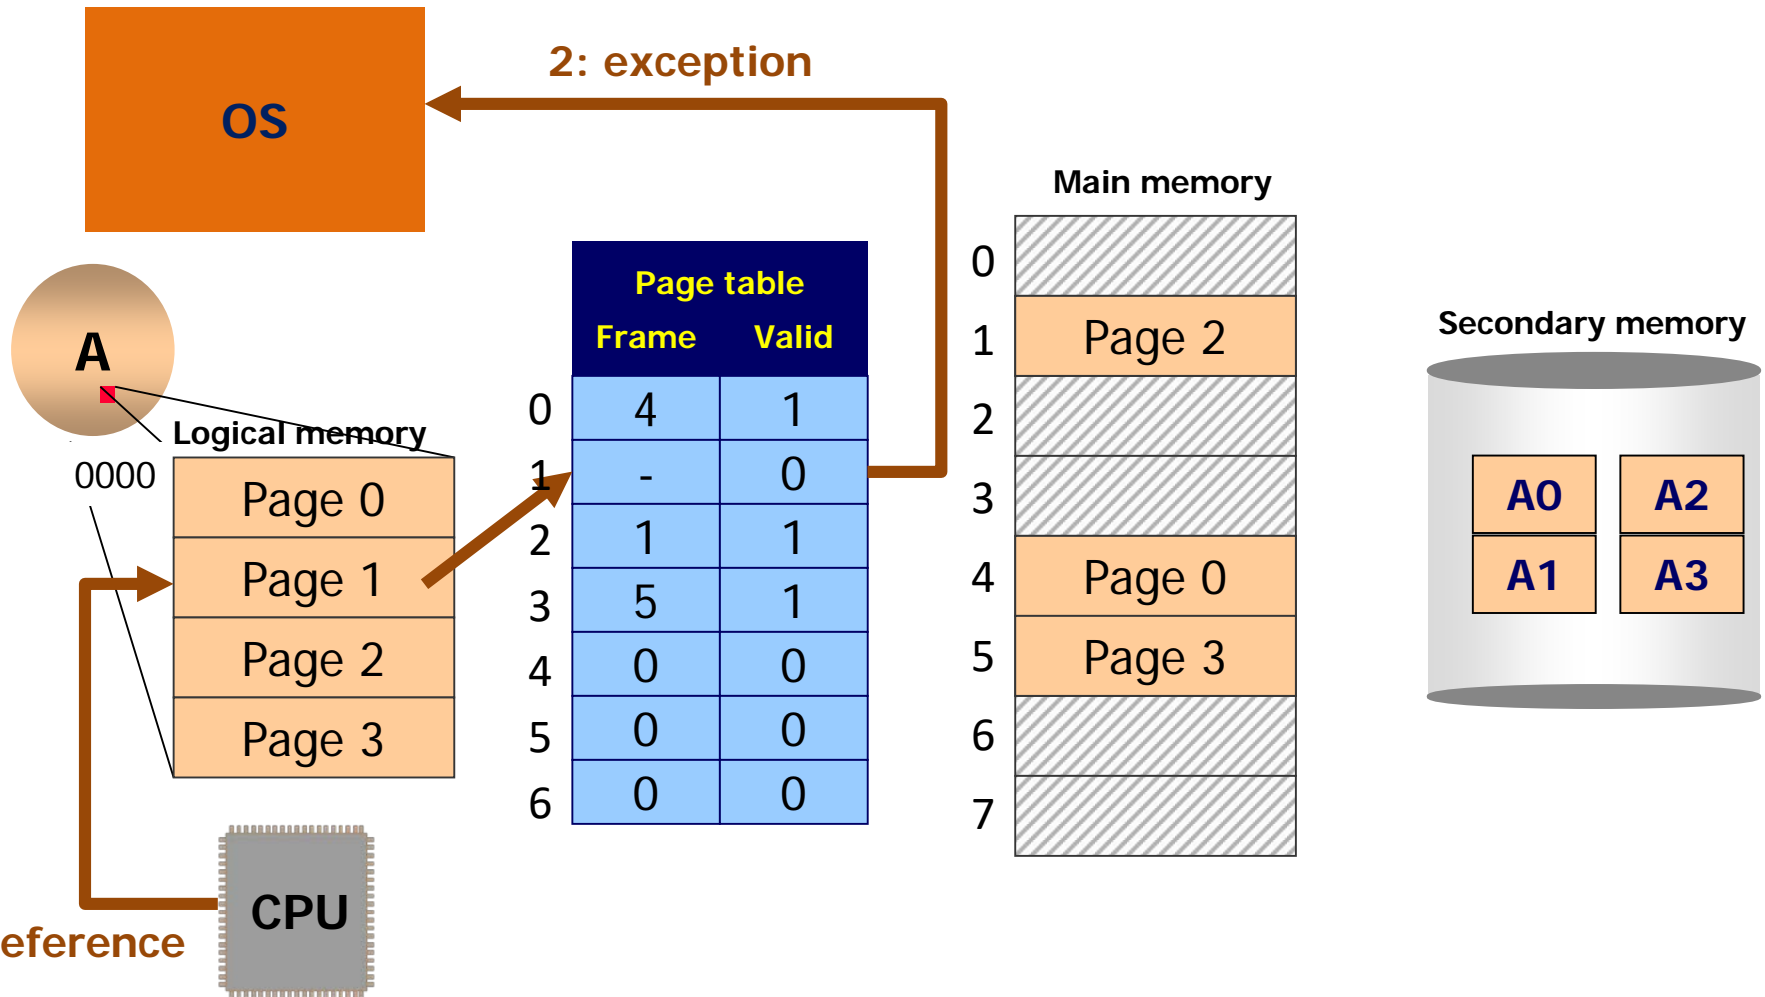 OS
2: exception
Main memory
Page table
Frame Valid
A
Logical memory
0000
Page 0
Page 1
Page 2
Page 3
0 4 1
1 - 0
2 1 1
3 5 1
4 0 0
5 0 0
6 0 0
0
1 Page 2
2
3
4 Page 0
5 Page 3
6
7
Secondary memory
A0 A2
A1 A3
CPU
eference